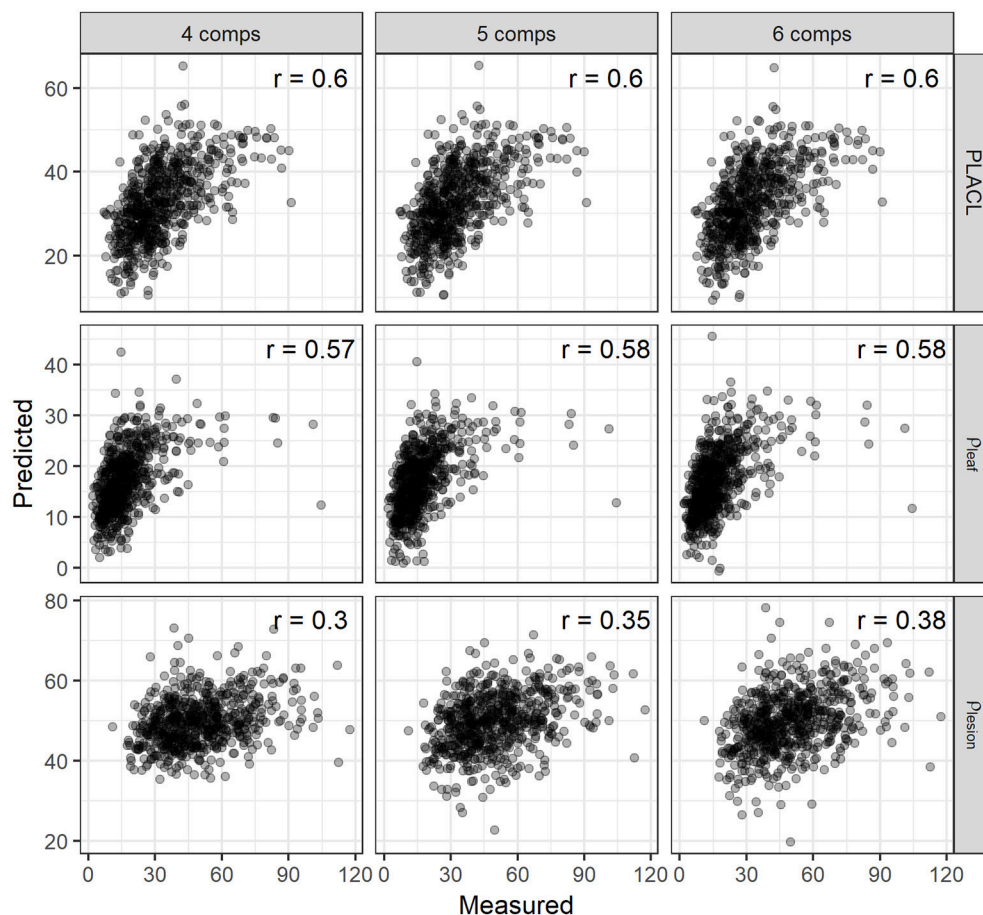 4 comps 5 comps 6 comps
r = 0.6 r = 0.6 r = 0.6
60
40
20
PLACL
r = 0.57 r = 0.58 r = 0.58
40
30
20
10
0
ρleaf
Predicted
r = 0.3 r = 0.35 r = 0.38
80
60
40
20
ρlesion
0 30 60 90 120 0 30 60 90 120 0 30 60 90 120
Measured